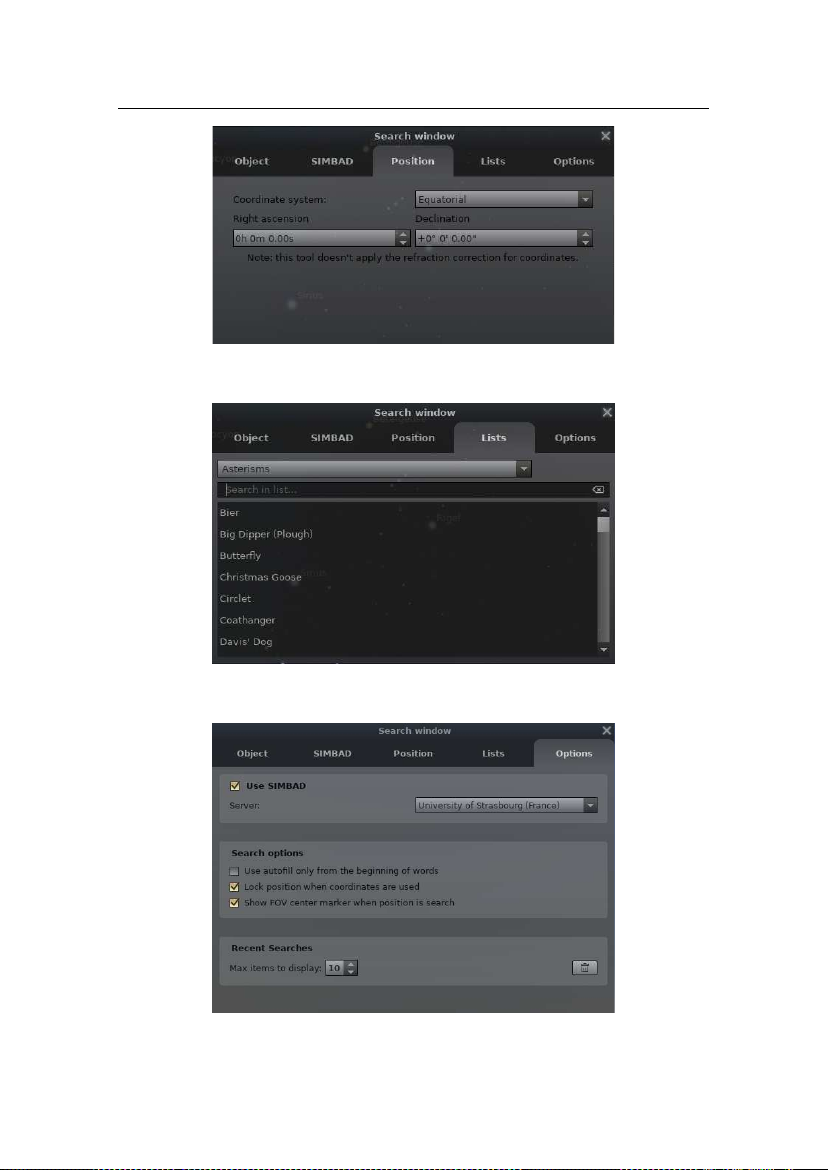 Search window
Object SIMBAD Position Lists Options
Coordinate system: Equatorial
Right ascension Declination
0h 0m 0.00s +0° 0' 0.00"
Note: this tool doesn't apply the refraction correction for coordinates.
Sirius
Search window
Object SIMBAD Position Lists Options
Asterisms
Search in list...
Bier
Rigel
Big Dipper (Plough)
Butterfly
Christmas Goose
Circlet
Coathanger
Davis' Dog
Search window
Object SIMBAD Position Lists Options
Use SIMBAD
Server: University of Strasbourg (France)
Search options
Use autofill only from the beginning of words
Lock position when coordinates are used
Show FOV center marker when position is search
Recent Searches
Max items to display: 10